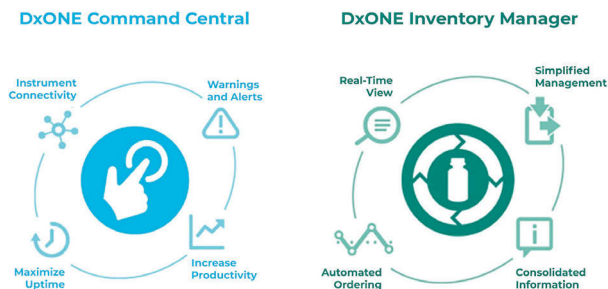 DxONE Command Central
Instrument
Connectivity
Warnings
and Alerts
Maximize
Uptime
Increase
Productivity
DxONE Inventory Manager
Real-Time
View
Simplified
Management
Automated
Ordering
Consolidated
Information
i